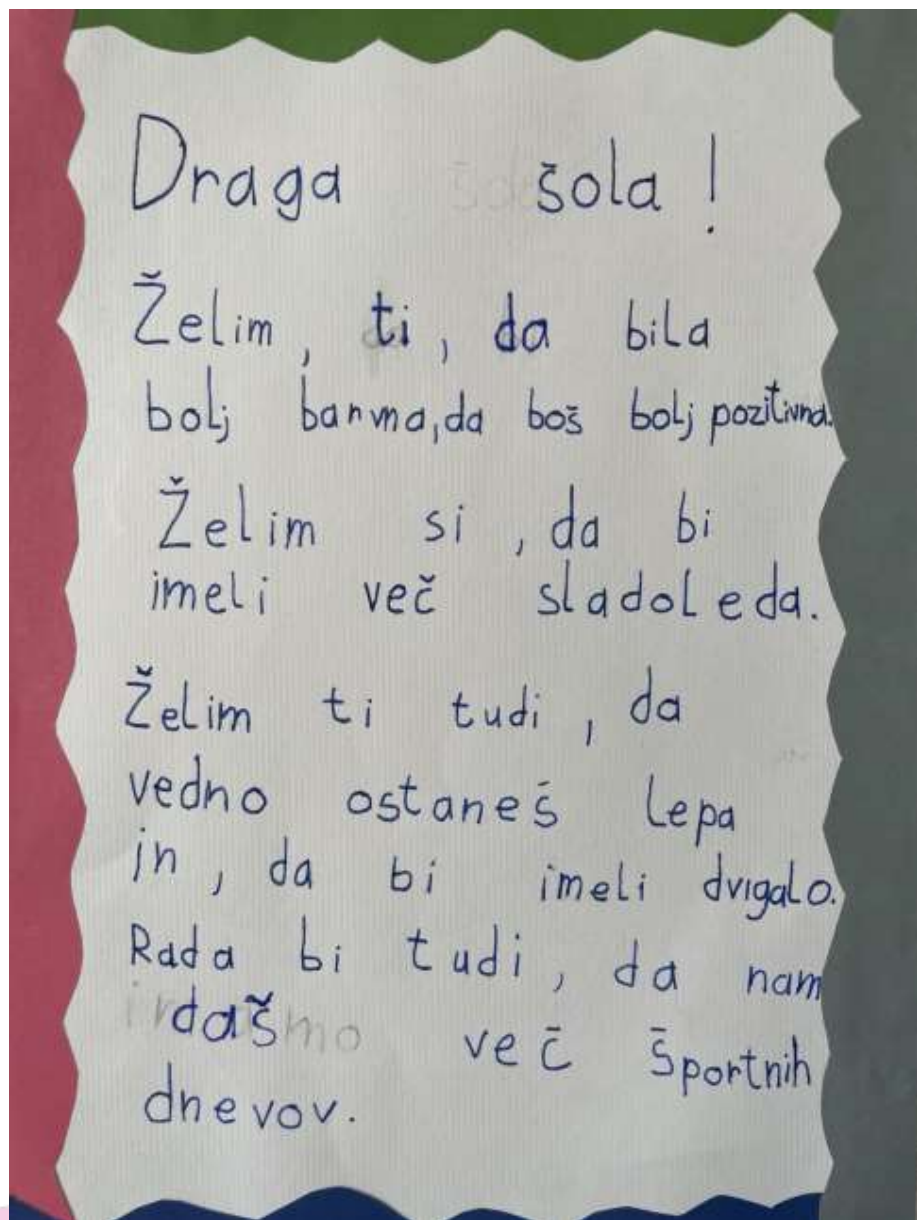 Draga šola!
Želim, ti, da bila
bolj barvna, da boš bolj pozitivna.
Želim si, da bi
imeli več sladoleda.
Želim ti tudi, da
vedno ostaneš lepa
in, da bi imeli dvigalo.
Rada bi tudi, da nam
daš več športnih
dnevov.